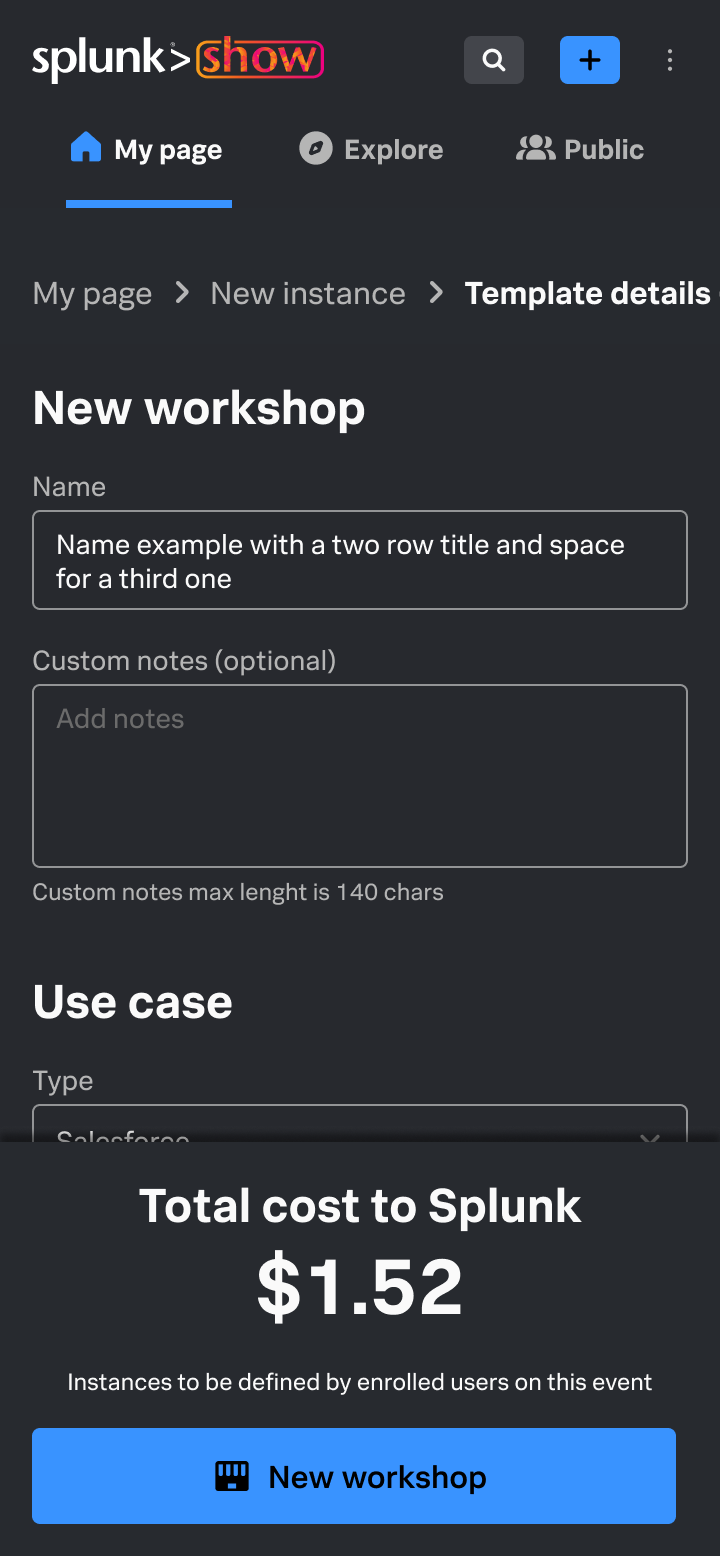 splunk> show
My page Explore Public
My page > New instance > Template details
New workshop
Name
Name example with a two row title and space
for a third one
Custom notes (optional)
Add notes
Custom notes max lenght is 140 chars
Use case
Type
Salesforce
Total cost to Splunk
$1.52
Instances to be defined by enrolled users on this event
New workshop